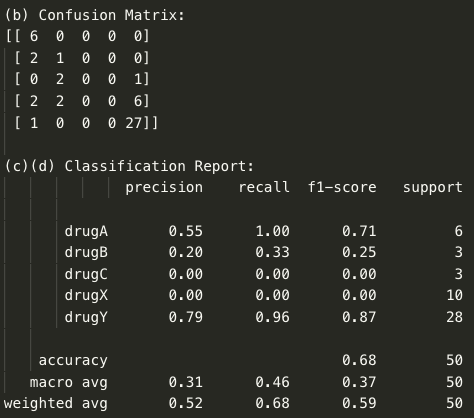 (b) Confusion Matrix:
[[ 6  0  0  0  0]
 [ 2  1  0  0  0]
 [ 0  2  0  0  1]
 [ 2  2  0  0  6]
 [ 1  0  0  0 27]]
(c)(d) Classification Report:
              precision    recall  f1-score   support
       drugA       0.55      1.00      0.71         6
       drugB       0.20      0.33      0.25         3
       drugC       0.00      0.00      0.00         3
       drugX       0.00      0.00      0.00        10
       drugY       0.79      0.96      0.87        28
    accuracy                           0.68        50
   macro avg       0.31      0.46      0.37        50
weighted avg       0.52      0.68      0.59        50